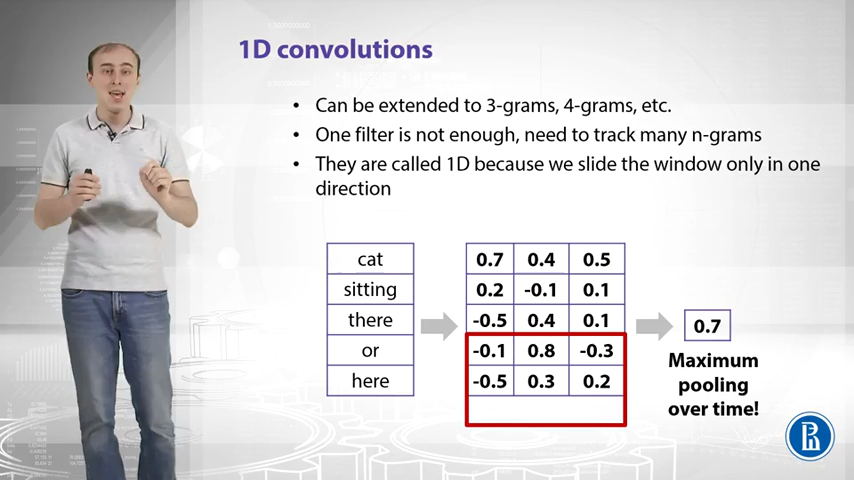 1D convolutions
• Can be extended to 3-grams, 4-grams, etc.
• One filter is not enough, need to track many n-grams
• They are called 1D because we slide the window only in one
direction
cat 0.7 0.4 0.5
sitting 0.2 -0.1 0.1
there -0.5 0.4 0.1
or -0.1 0.8 -0.3
here -0.5 0.3 0.2
0.7
Maximum
pooling
over time!